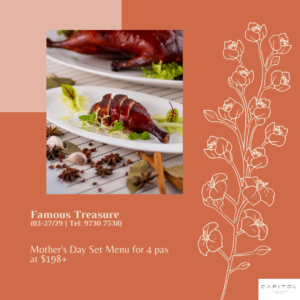 Famous Treasure
(02-27/29 | Tel: 9730 7538)
Mother's Day Set Menu for 4 pax
at $198+
CAPITOL